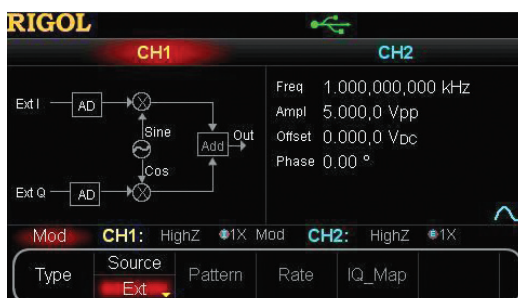 RIGOL
CH1 CH2
Ext I AD Sine Add Out
Cos
Ext Q AD
Freq 1.000,000,000 kHz
Ampl 5.000,0 Vpp
Offset 0.000,0 VDC
Phase 0.00 °
Mod CH1: HighZ 1X Mod CH2: HighZ 1X
Type Source Pattern Rate IQ_Map
Ext